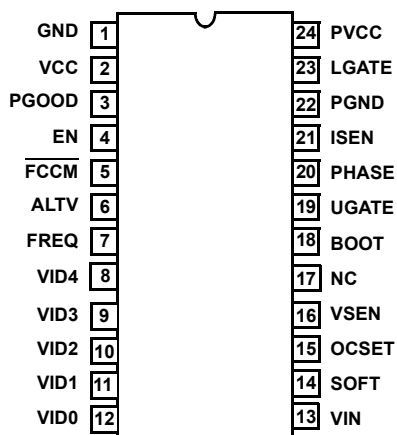 GND 1 24 PVCC
VCC 2 23 LGATE
PGOOD 3 22 PGND
EN 4 21 ISEN
FCCM 5 20 PHASE
ALTV 6 19 UGATE
FREQ 7 18 BOOT
VID4 8 17 NC
VID3 9 16 VSEN
VID2 10 15 OCSET
VID1 11 14 SOFT
VID0 12 13 VIN